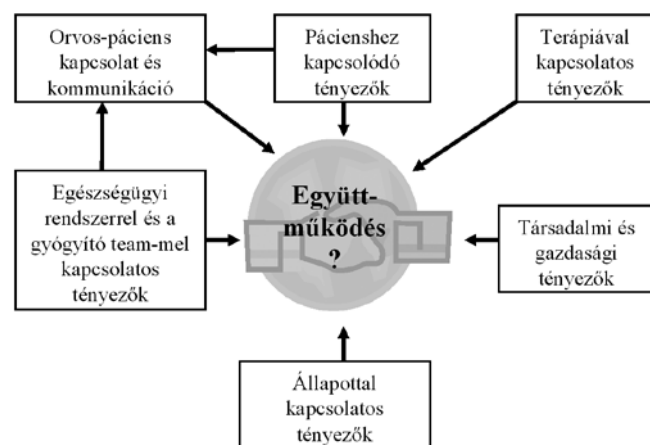 Orvos-páciens
kapcsolat és
kommunikáció
Pácienshez
kapcsolódó
tényezők
Terápiával
kapcsolatos
tényezők
Együtt-
működés
?
Egészségügyi
rendszerrel és a
gyógyító team-mel
kapcsolatos
tényezők
Társadalmi és
gazdasági
tényezők
Állapottal
kapcsolatos
tényezők